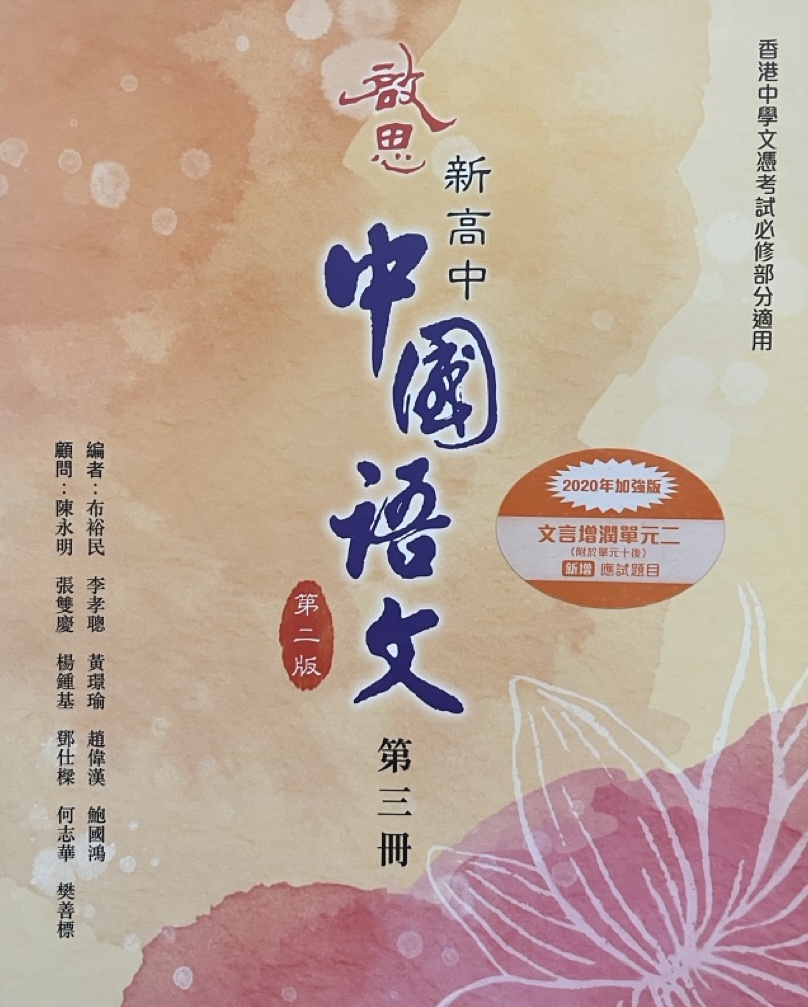 香港中學文憑考試必修部分適用
啟思
新高中
中國語文
第二版
第三冊
2020年加強版
文言增潤單元二
(附於單元十後)
新增 應試題目
編者：布裕民 李孝聰 黃璟瑜 趙偉漢 鮑國鴻
顧問：陳永明 張雙慶 楊鍾基 鄧仕樑 何志華 樊善標